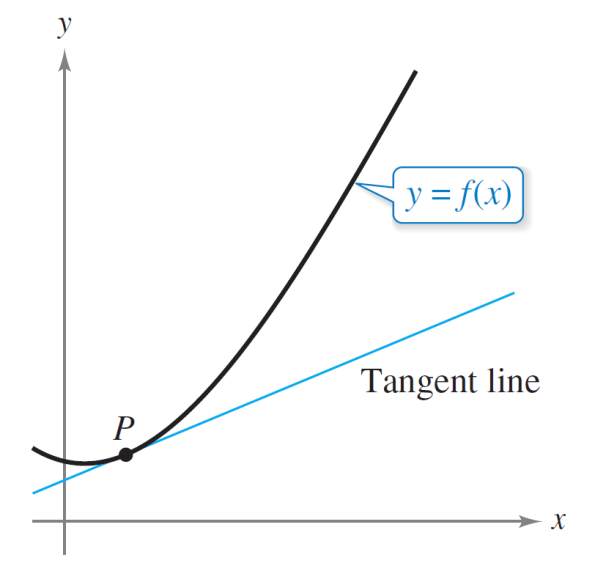 y
y = f(x)
Tangent line
P
x